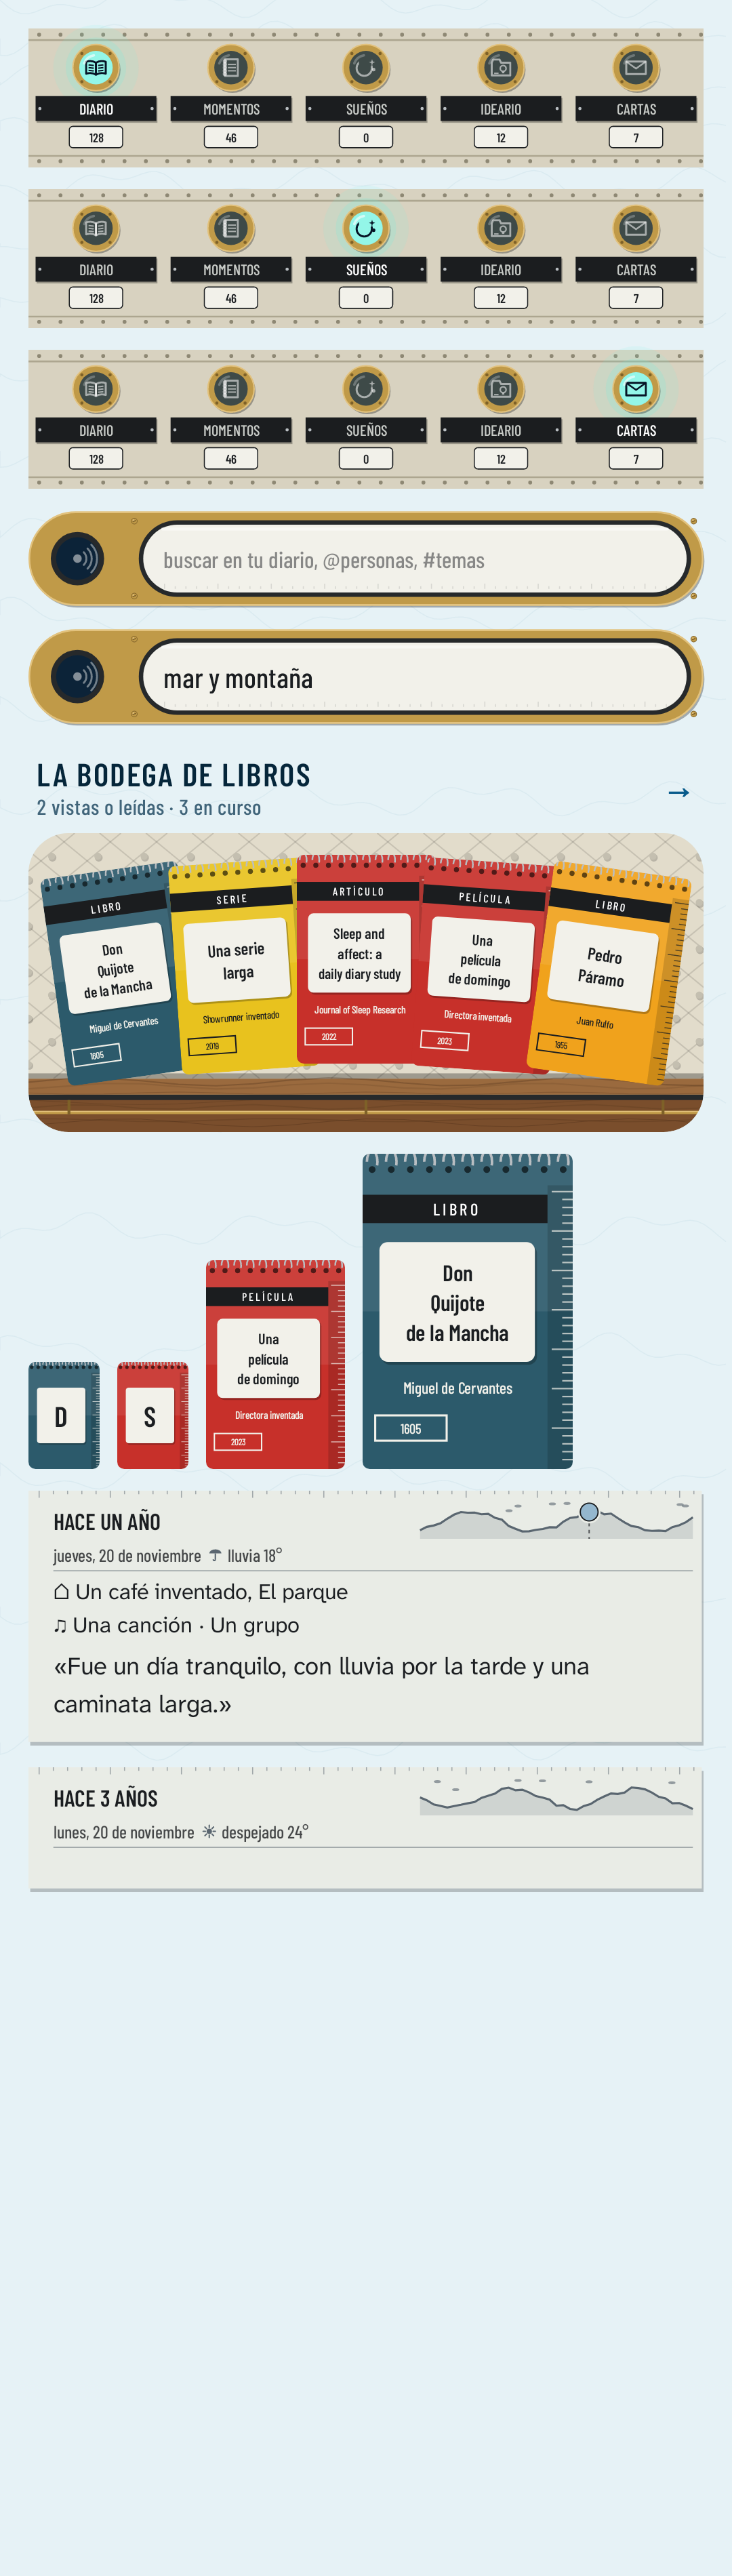 DIARIO MOMENTOS SUEÑOS IDEARIO CARTAS
128 46 0 12 7
DIARIO MOMENTOS SUEÑOS IDEARIO CARTAS
128 46 0 12 7
DIARIO MOMENTOS SUEÑOS IDEARIO CARTAS
128 46 0 12 7
buscar en tu diario, @personas, #temas
mar y montaña
LA BODEGA DE LIBROS
2 vistas o leídas · 3 en curso
→
LIBRO
Don
Quijote
de la Mancha
Miguel de Cervantes
1605
SERIE
Una serie
larga
Showrunner inventado
2019
ARTÍCULO
Sleep and
affect: a
daily diary study
Journal of Sleep Research
2022
PELÍCULA
Una
película
de domingo
Directora inventada
2023
LIBRO
Pedro
Páramo
Juan Rulfo
1955
D
S
PELÍCULA
Una
película
de domingo
Directora inventada
2023
LIBRO
Don
Quijote
de la Mancha
Miguel de Cervantes
1605
HACE UN AÑO
jueves, 20 de noviembre ☂ lluvia 18°
⌂ Un café inventado, El parque
♫ Una canción · Un grupo
«Fue un día tranquilo, con lluvia por la tarde y una
caminata larga.»
HACE 3 AÑOS
lunes, 20 de noviembre ☀ despejado 24°